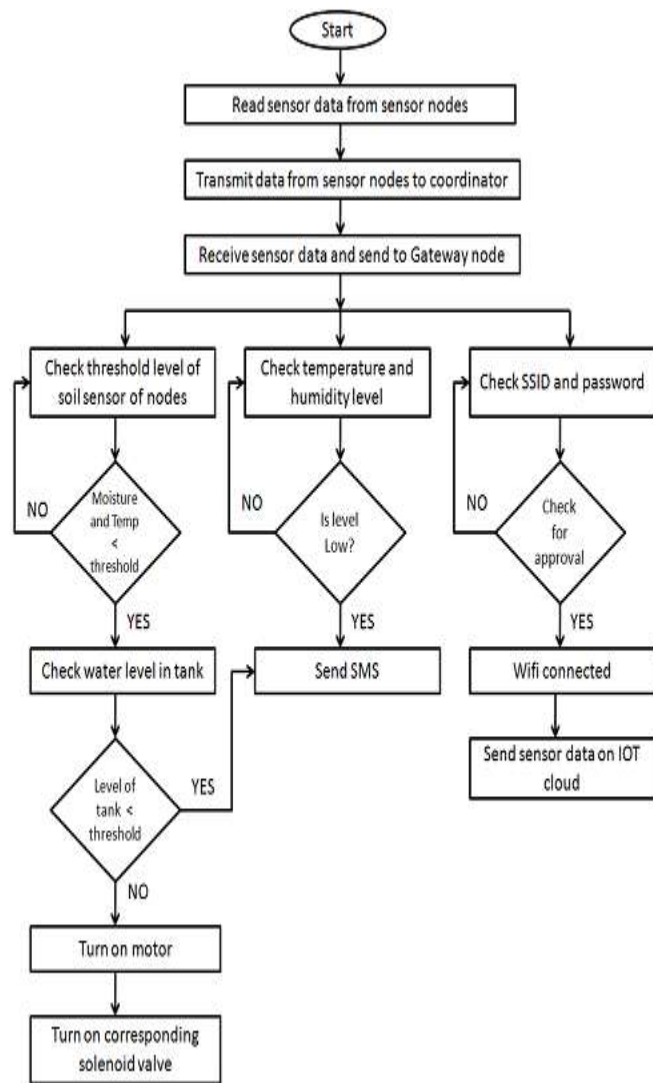 Start
Read sensor data from sensor nodes
Transmit data from sensor nodes to coordinator
Receive sensor data and send to Gateway node
Check threshold level of
soil sensor of nodes
Check temperature and
humidity level
Check SSID and password
NO
Moisture
and Temp
<
threshold
NO
Is level
Low?
NO
Check
for
approval
YES
YES
YES
Check water level in tank
Send SMS
Wifi connected
Level of
tank <
threshold
YES
Send sensor data on IOT
cloud
NO
Turn on motor
Turn on corresponding
solenoid valve